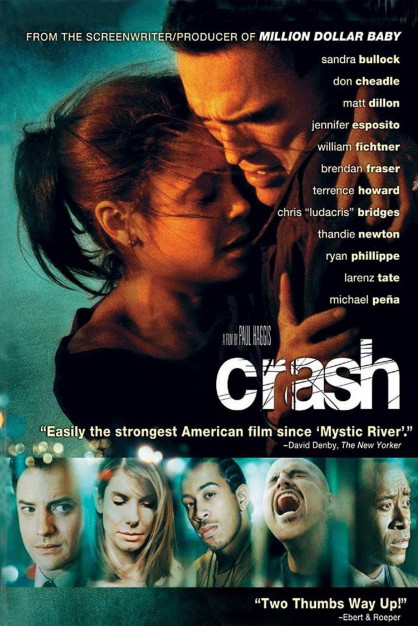 FROM THE SCREENWRITER/PRODUCER OF MILLION DOLLAR BABY
sandra bullock
don cheadle
matt dillon
jennifer esposito
william fichtner
brendan fraser
terrence howard
chris "ludacris" bridges
thandie newton
ryan phillippe
larenz tate
michael peña
A FILM BY PAUL HAGGIS
crash
"Easily the strongest American film since 'Mystic River'."
–David Denby, The New Yorker
"Two Thumbs Way Up!"
–Ebert & Roeper